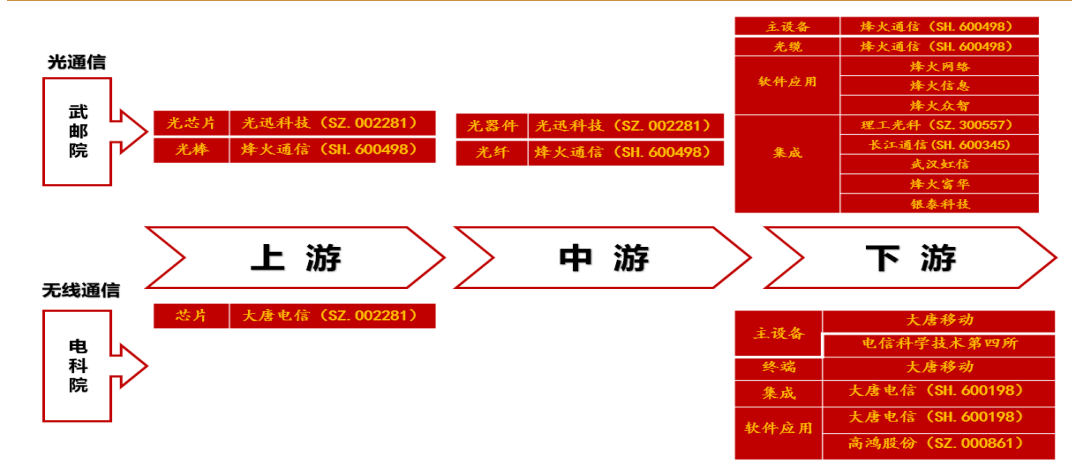 光通信
武邮院
光芯片 光迅科技（SZ.002281）
光棒 烽火通信（SH.600498）
光器件 光迅科技（SZ.002281）
光纤 烽火通信（SH.600498）
主设备 烽火通信（SH.600498）
光缆 烽火通信（SH.600498）
软件应用 烽火网络
烽火信息
烽火众智
集成 理工光科（SZ.300557）
长江通信(SH.600345)
武汉虹信
烽火富华
银泰科技
上游 中游 下游
无线通信
电科院
芯片 大唐电信（SZ.002281）
主设备 大唐移动
电信科学技术第四所
终端 大唐移动
集成 大唐电信（SH.600198）
软件应用 大唐电信（SH.600198）
高鸿股份（SZ.000861）